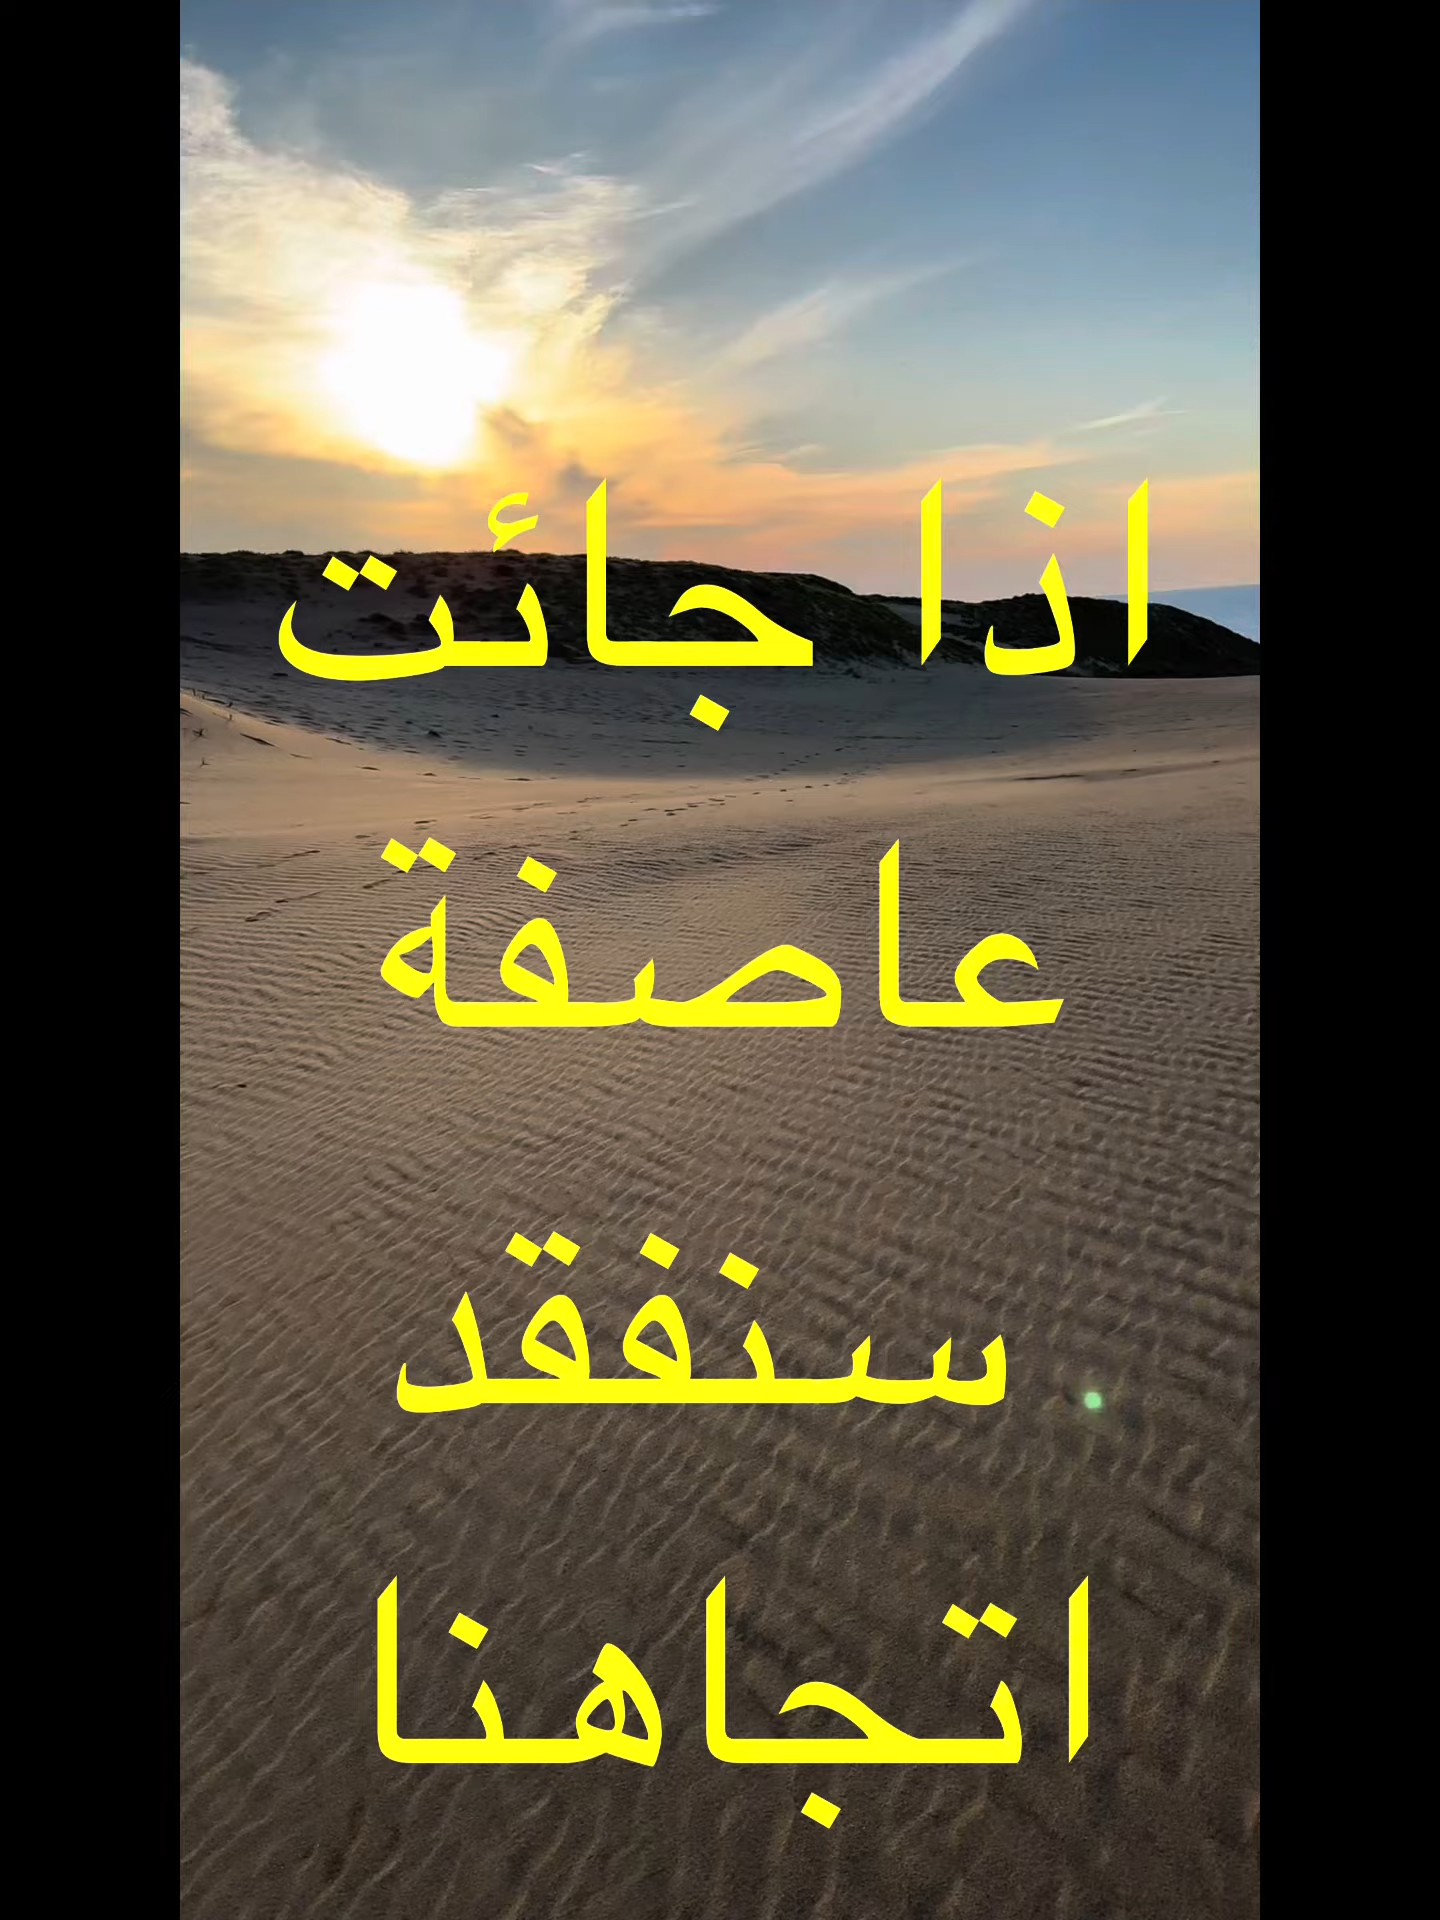 اذا جائت
عاصفة
سنفقد
اتجاهنا